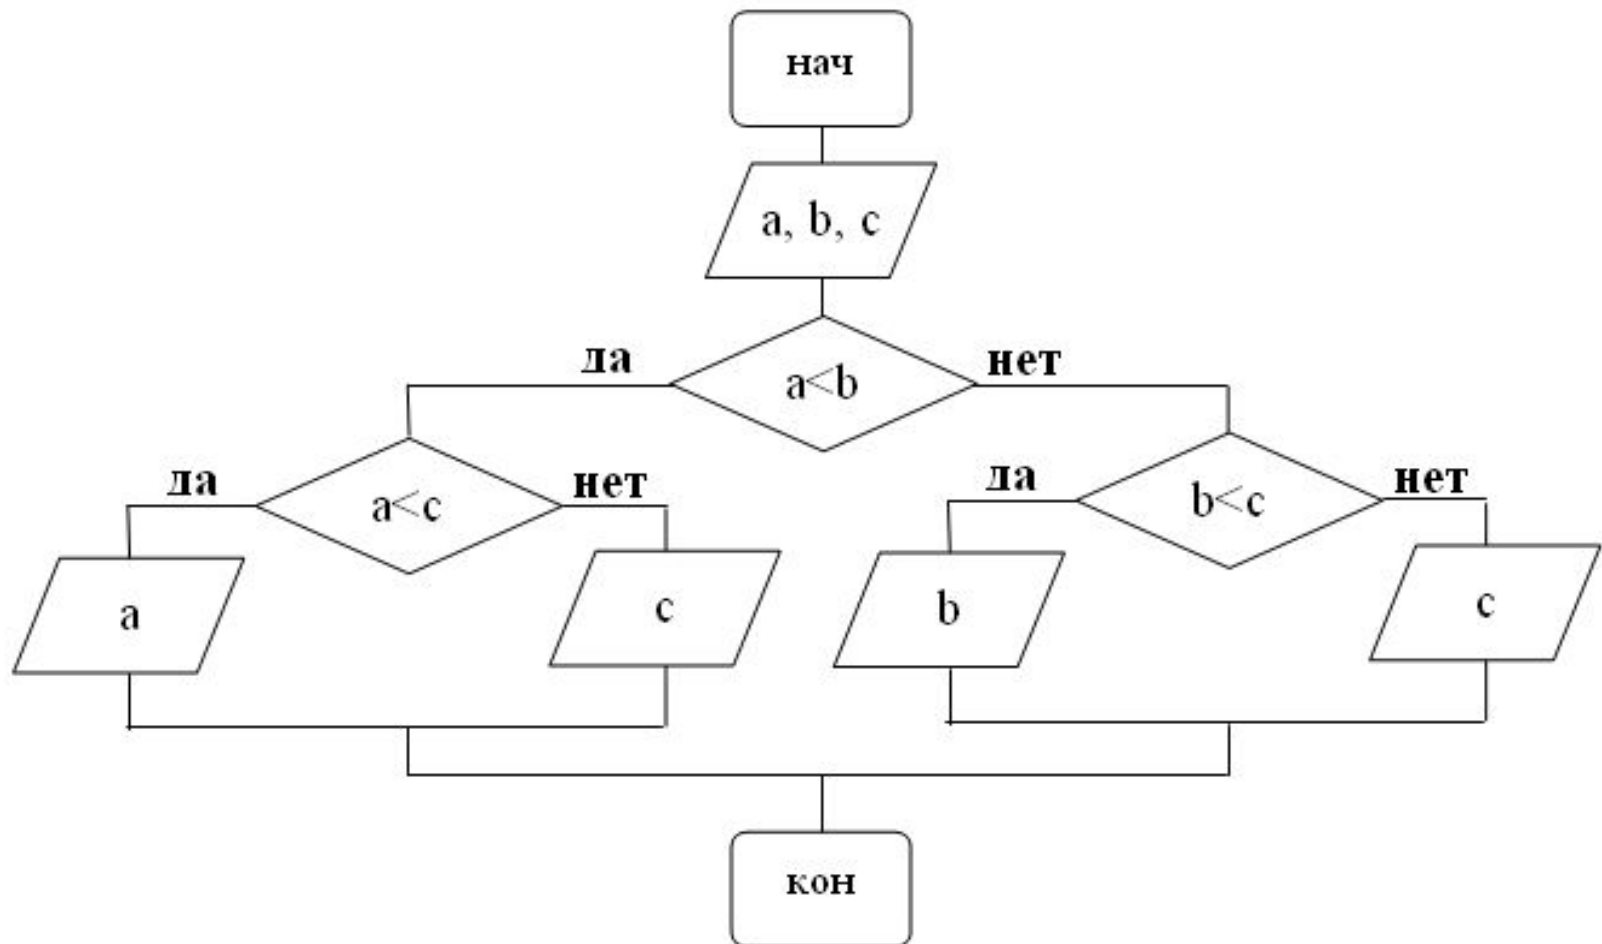 нач
a, b, c
a<b
да
нет
a<c
да
нет
b<c
да
нет
a
c
b
c
кон